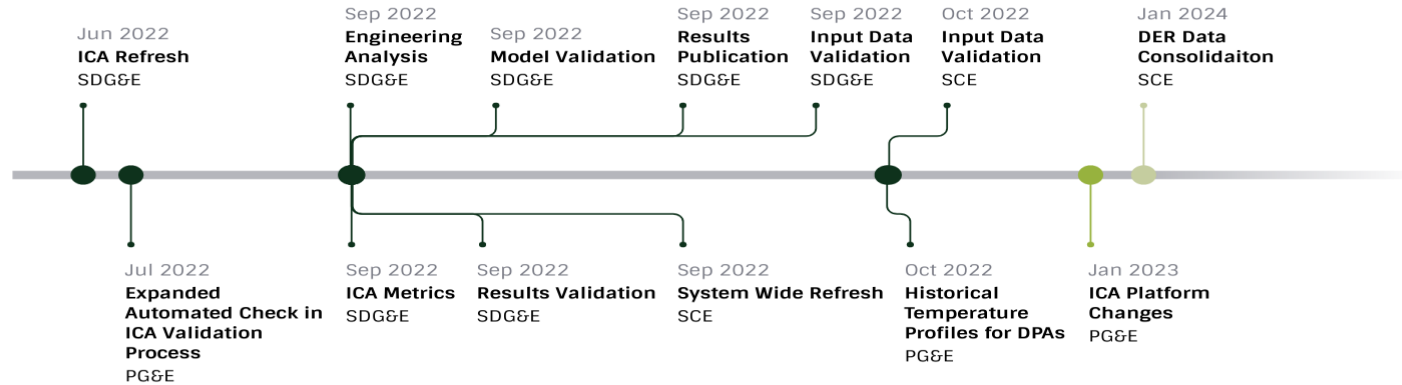 Jun 2022
ICA Refresh
SDG&E
Sep 2022
Engineering
Analysis
SDG&E
Sep 2022
Model Validation
SDG&E
Sep 2022
Results
Publication
SDG&E
Sep 2022
Input Data
Validation
SDG&E
Oct 2022
Input Data
Validation
SCE
Jan 2024
DER Data
Consolidaiton
SCE
Jul 2022
Expanded
Automated Check in
ICA Validation
Process
PG&E
Sep 2022
ICA Metrics
SDG&E
Sep 2022
Results Validation
SDG&E
Sep 2022
System Wide Refresh
SCE
Oct 2022
Historical
Temperature
Profiles for DPAs
PG&E
Jan 2023
ICA Platform
Changes
PG&E